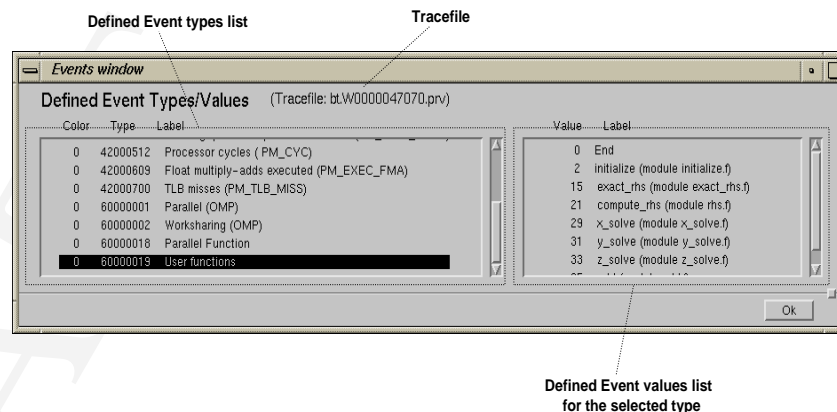 Defined Event types list
Tracefile
Events window
Defined Event Types/Values (Tracefile: bt.W0000047070.prv)
Color Type Label
0 42000512 Processor cycles ( PM_CYC)
0 42000609 Float multiply-adds executed (PM_EXEC_FMA)
0 42000700 TLB misses (PM_TLB_MISS)
0 60000001 Parallel (OMP)
0 60000002 Worksharing (OMP)
0 60000018 Parallel Function
0 60000019 User functions
Value Label
0 End
2 initialize (module initialize.f)
15 exact_rhs (module exact_rhs.f)
21 compute_rhs (module rhs.f)
29 x_solve (module x_solve.f)
31 y_solve (module y_solve.f)
33 z_solve (module z_solve.f)
Ok
Defined Event values list
for the selected type